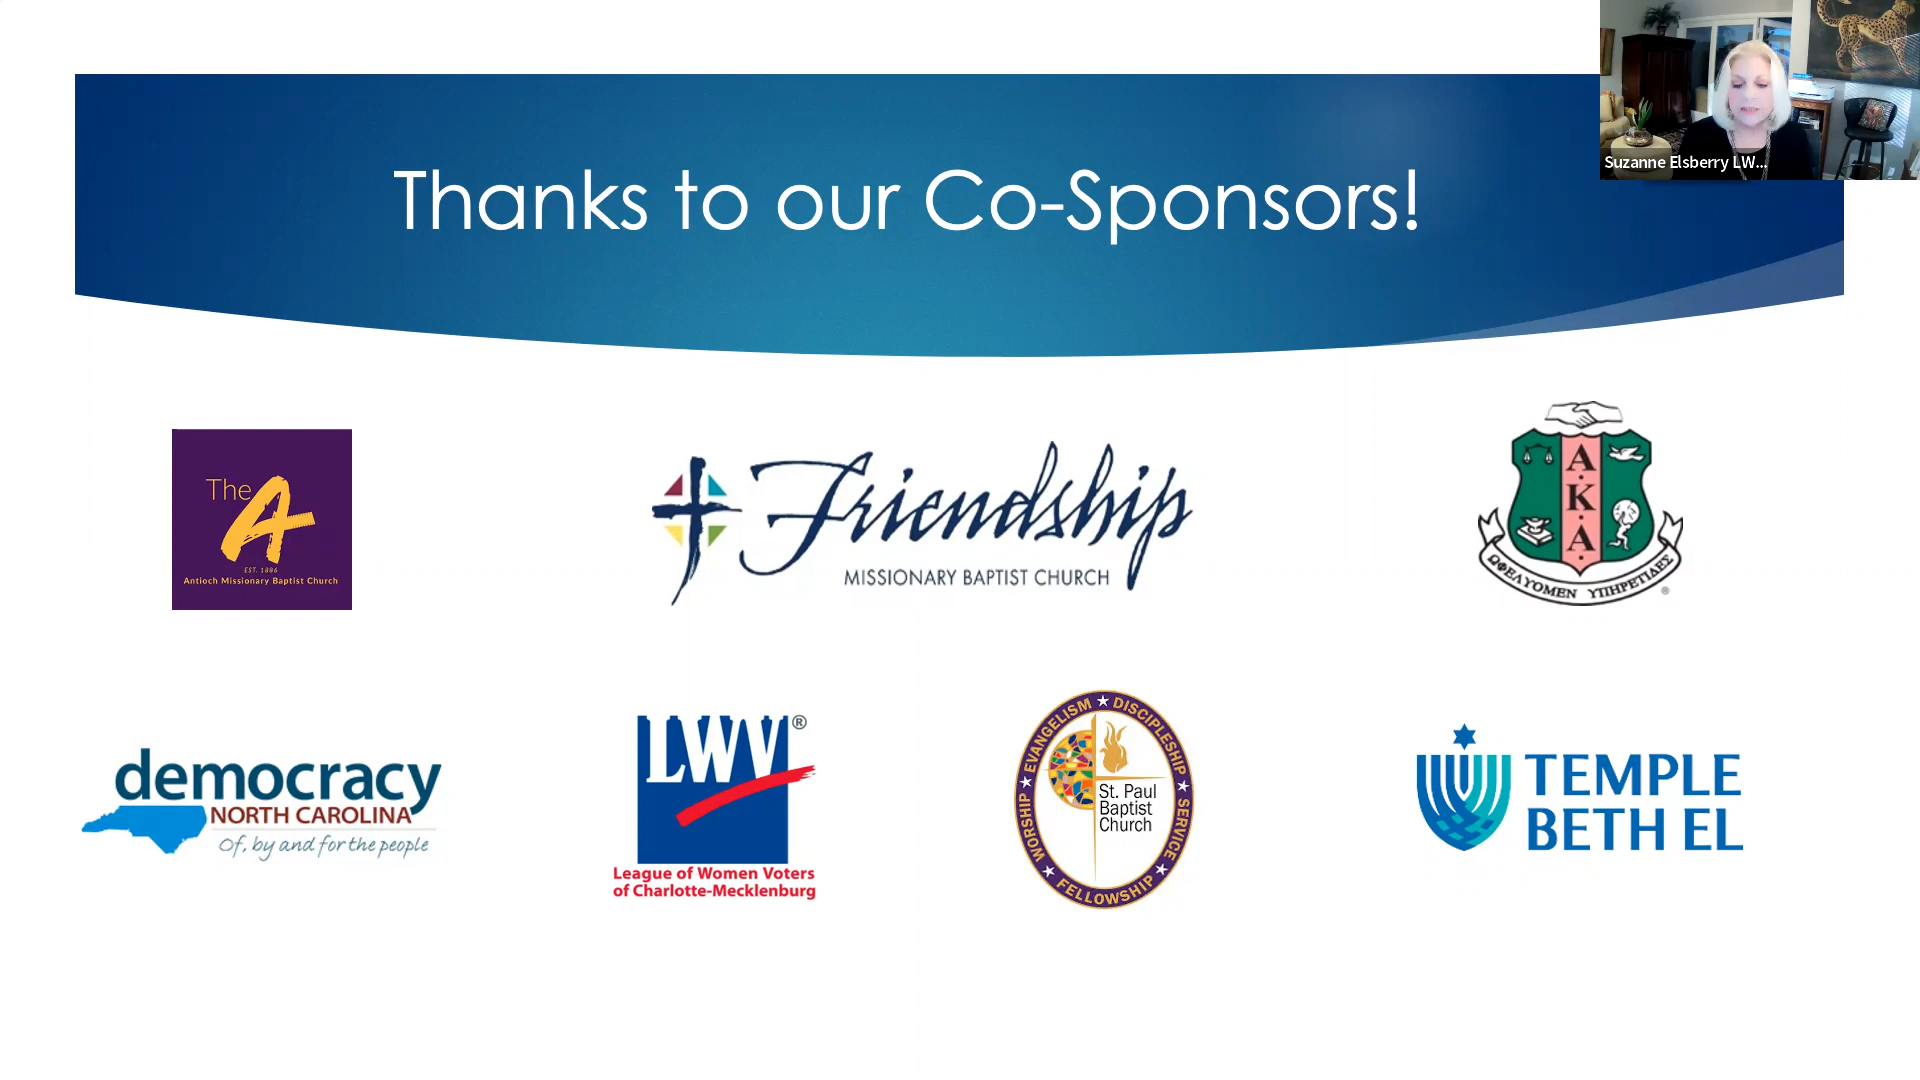 Suzanne Elsberry LW...
Thanks to our Co-Sponsors!
The A
EST. 1886
Antioch Missionary Baptist Church
Friendship
MISSIONARY BAPTIST CHURCH
A.
K.
A.
ΩΦΕΛΥΟΜΕΝ ΥΠΗΡΕΤΙΔΕΣ
®
democracy
NORTH CAROLINA
Of, by and for the people
LWV®
League of Women Voters
of Charlotte-Mecklenburg
WORSHIP ★ EVANGELISM ★ DISCIPLESHIP ★ SERVICE ★ FELLOWSHIP ★
St. Paul
Baptist
Church
TEMPLE
BETH EL